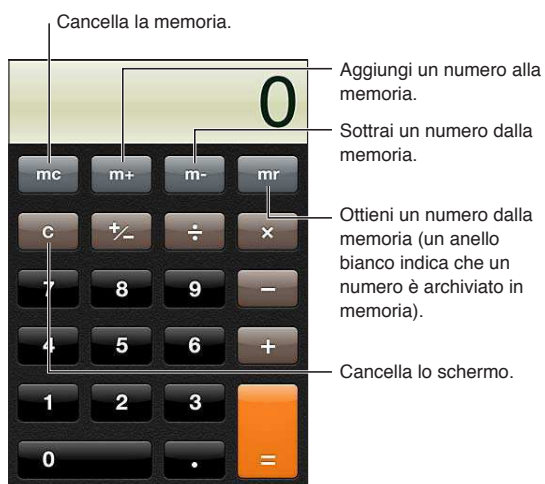 Cancella la memoria.
0
Aggiungi un numero alla
memoria.
Sottrai un numero dalla
memoria.
mc m+ m- mr
Ottieni un numero dalla
memoria (un anello
bianco indica che un
numero è archiviato in
memoria).
C +/− ÷ ×
7 8 9 −
4 5 6 +
Cancella lo schermo.
1 2 3
0 . =